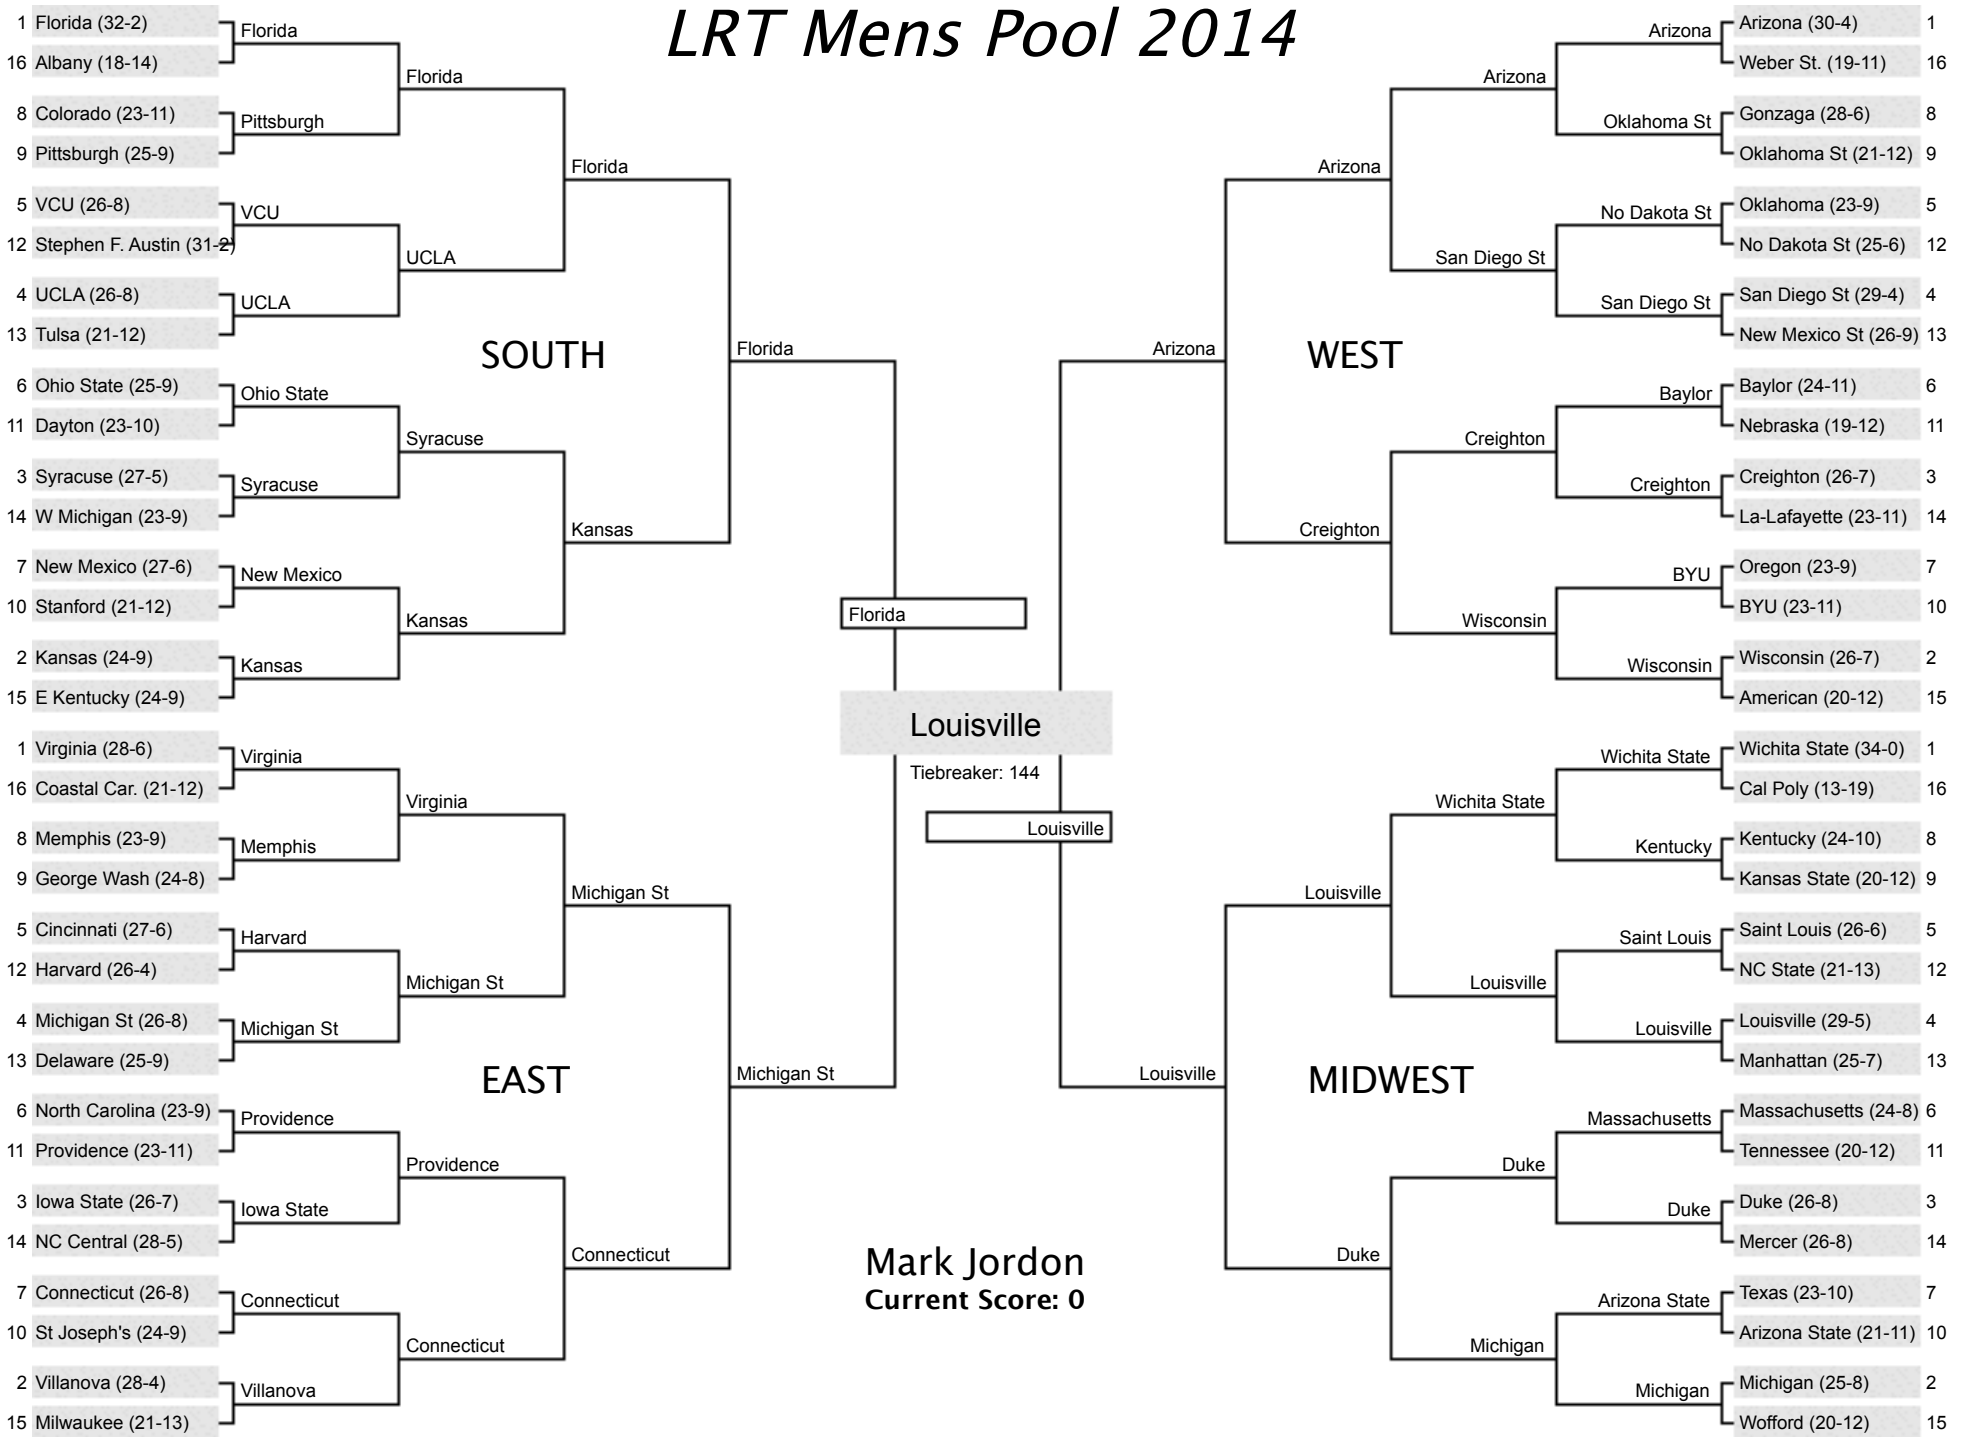 LRT Mens Pool 2014
1 Florida (32-2)
16 Albany (18-14)
8 Colorado (23-11)
9 Pittsburgh (25-9)
5 VCU (26-8)
12 Stephen F. Austin (31-2)
4 UCLA (26-8)
13 Tulsa (21-12)
6 Ohio State (25-9)
11 Dayton (23-10)
3 Syracuse (27-5)
14 W Michigan (23-9)
7 New Mexico (27-6)
10 Stanford (21-12)
2 Kansas (24-9)
15 E Kentucky (24-9)
Florida
Pittsburgh
VCU
UCLA
Ohio State
Syracuse
New Mexico
Kansas
Florida
UCLA
Syracuse
Kansas
Florida
Kansas
SOUTH
Florida
1 Virginia (28-6)
16 Coastal Car. (21-12)
8 Memphis (23-9)
9 George Wash (24-8)
5 Cincinnati (27-6)
12 Harvard (26-4)
4 Michigan St (26-8)
13 Delaware (25-9)
6 North Carolina (23-9)
11 Providence (23-11)
3 Iowa State (26-7)
14 NC Central (28-5)
7 Connecticut (26-8)
10 St Joseph's (24-9)
2 Villanova (28-4)
15 Milwaukee (21-13)
Virginia
Memphis
Harvard
Michigan St
Providence
Iowa State
Connecticut
Villanova
Virginia
Michigan St
Providence
Connecticut
Michigan St
Connecticut
EAST
Michigan St
Florida
Louisville
Tiebreaker: 144
Louisville
Mark Jordon
Current Score: 0
Arizona (30-4) 1
Weber St. (19-11) 16
Gonzaga (28-6) 8
Oklahoma St (21-12) 9
Oklahoma (23-9) 5
No Dakota St (25-6) 12
San Diego St (29-4) 4
New Mexico St (26-9) 13
Baylor (24-11) 6
Nebraska (19-12) 11
Creighton (26-7) 3
La-Lafayette (23-11) 14
Oregon (23-9) 7
BYU (23-11) 10
Wisconsin (26-7) 2
American (20-12) 15
Arizona
Oklahoma St
No Dakota St
San Diego St
Baylor
Creighton
BYU
Wisconsin
Arizona
San Diego St
Creighton
Wisconsin
Arizona
Creighton
WEST
Arizona
Wichita State (34-0) 1
Cal Poly (13-19) 16
Kentucky (24-10) 8
Kansas State (20-12) 9
Saint Louis (26-6) 5
NC State (21-13) 12
Louisville (29-5) 4
Manhattan (25-7) 13
Massachusetts (24-8) 6
Tennessee (20-12) 11
Duke (26-8) 3
Mercer (26-8) 14
Texas (23-10) 7
Arizona State (21-11) 10
Michigan (25-8) 2
Wofford (20-12) 15
Wichita State
Kentucky
Saint Louis
Louisville
Massachusetts
Duke
Arizona State
Michigan
Wichita State
Louisville
Duke
Michigan
Louisville
Duke
MIDWEST
Louisville